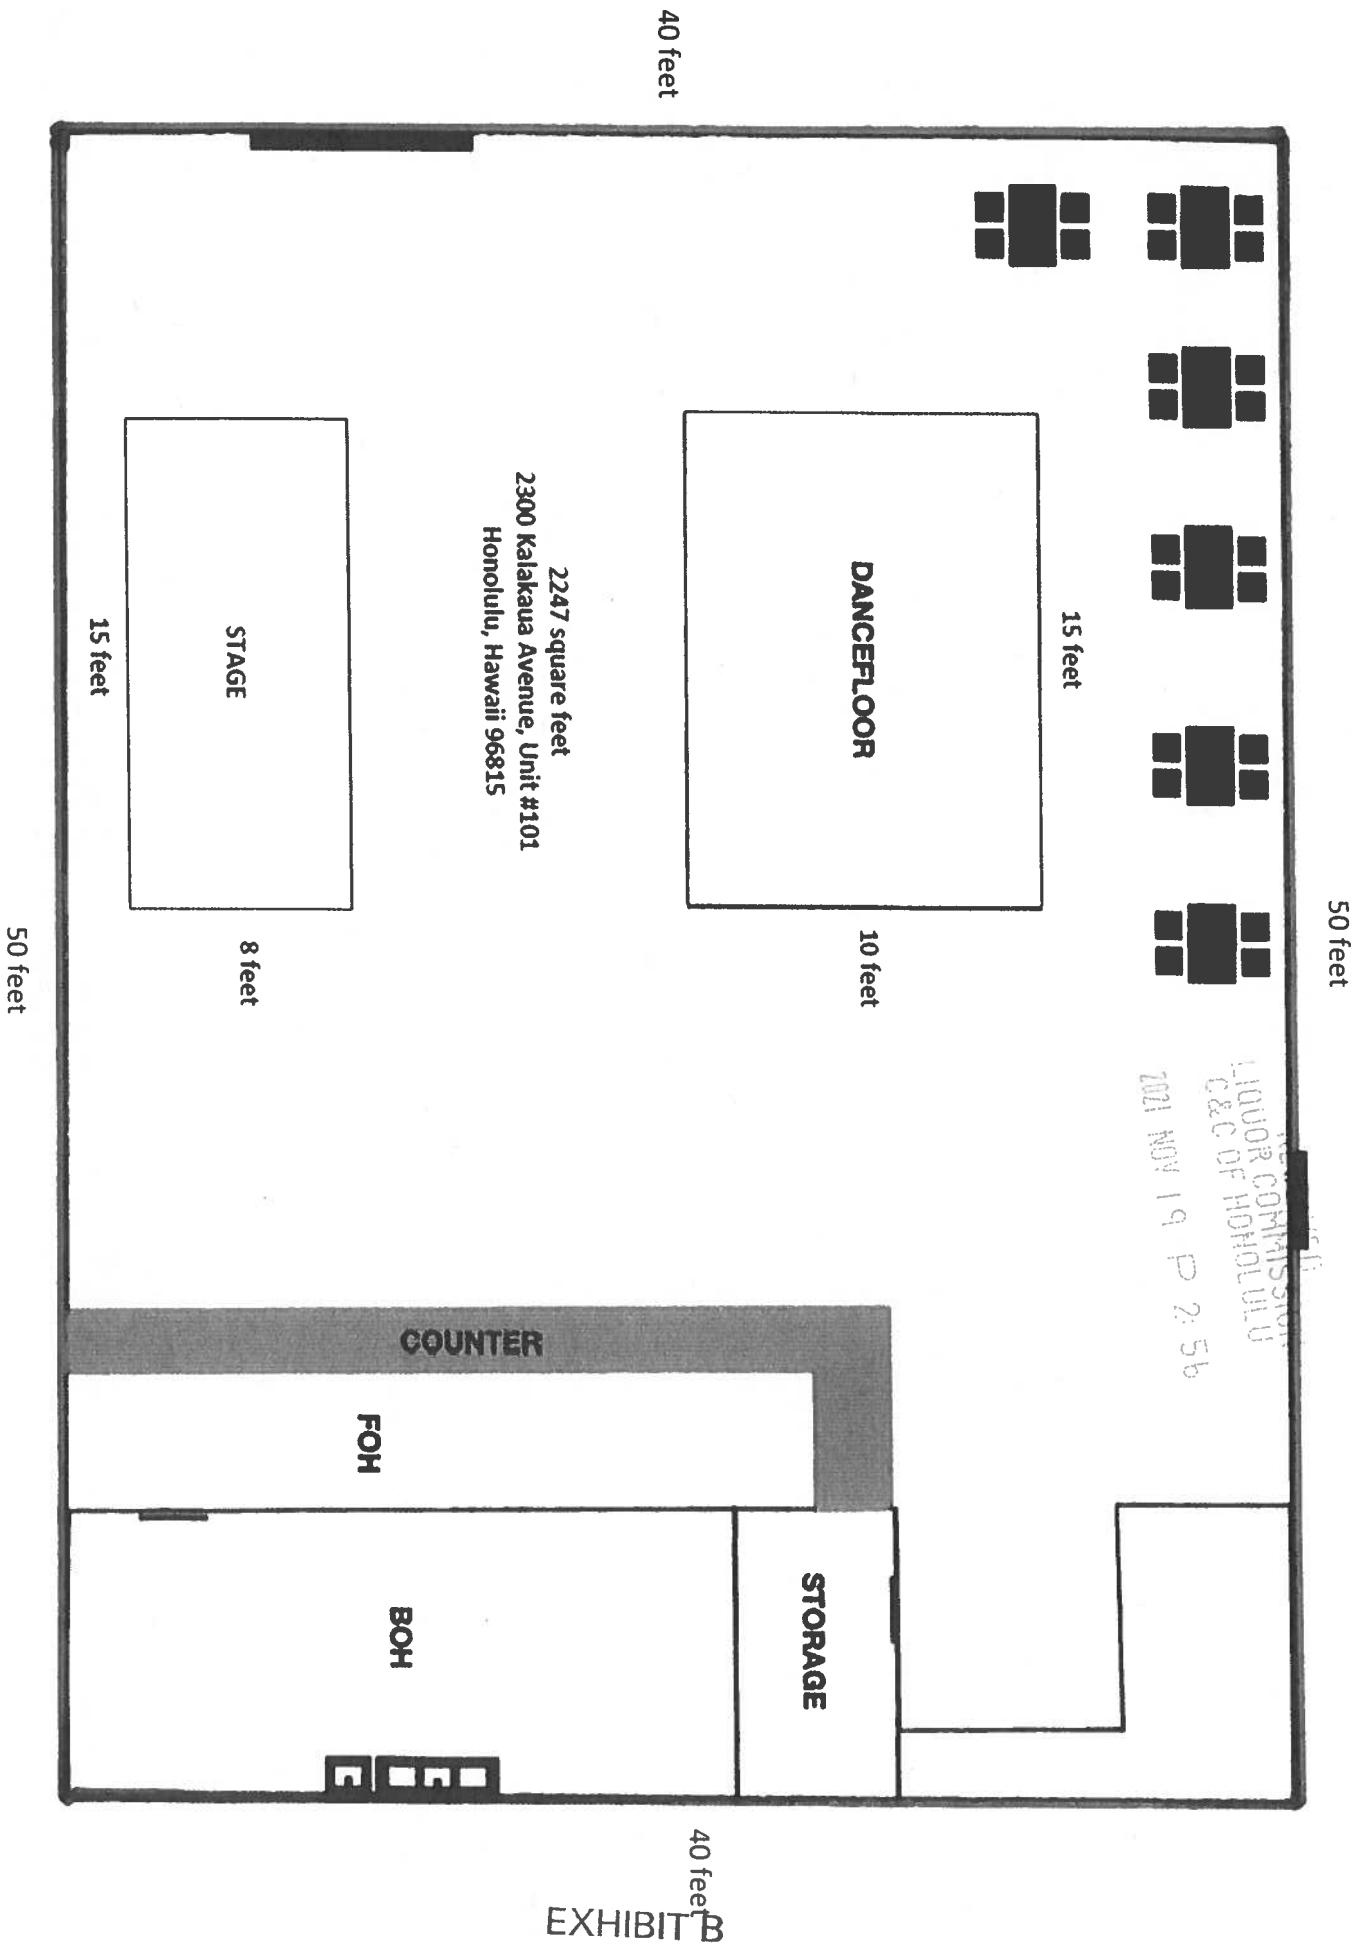 40 feet
50 feet
15 feet
DANCEFLOOR
10 feet
2247 square feet
2300 Kalakaua Avenue, Unit #101
Honolulu, Hawaii 96815
STAGE
8 feet
15 feet
50 feet
LIQUOR COMMISSION
C&C OF HONOLULU
2021 NOV 19 P 2:56
COUNTER
FOH
BOH
STORAGE
40 feet
EXHIBIT B